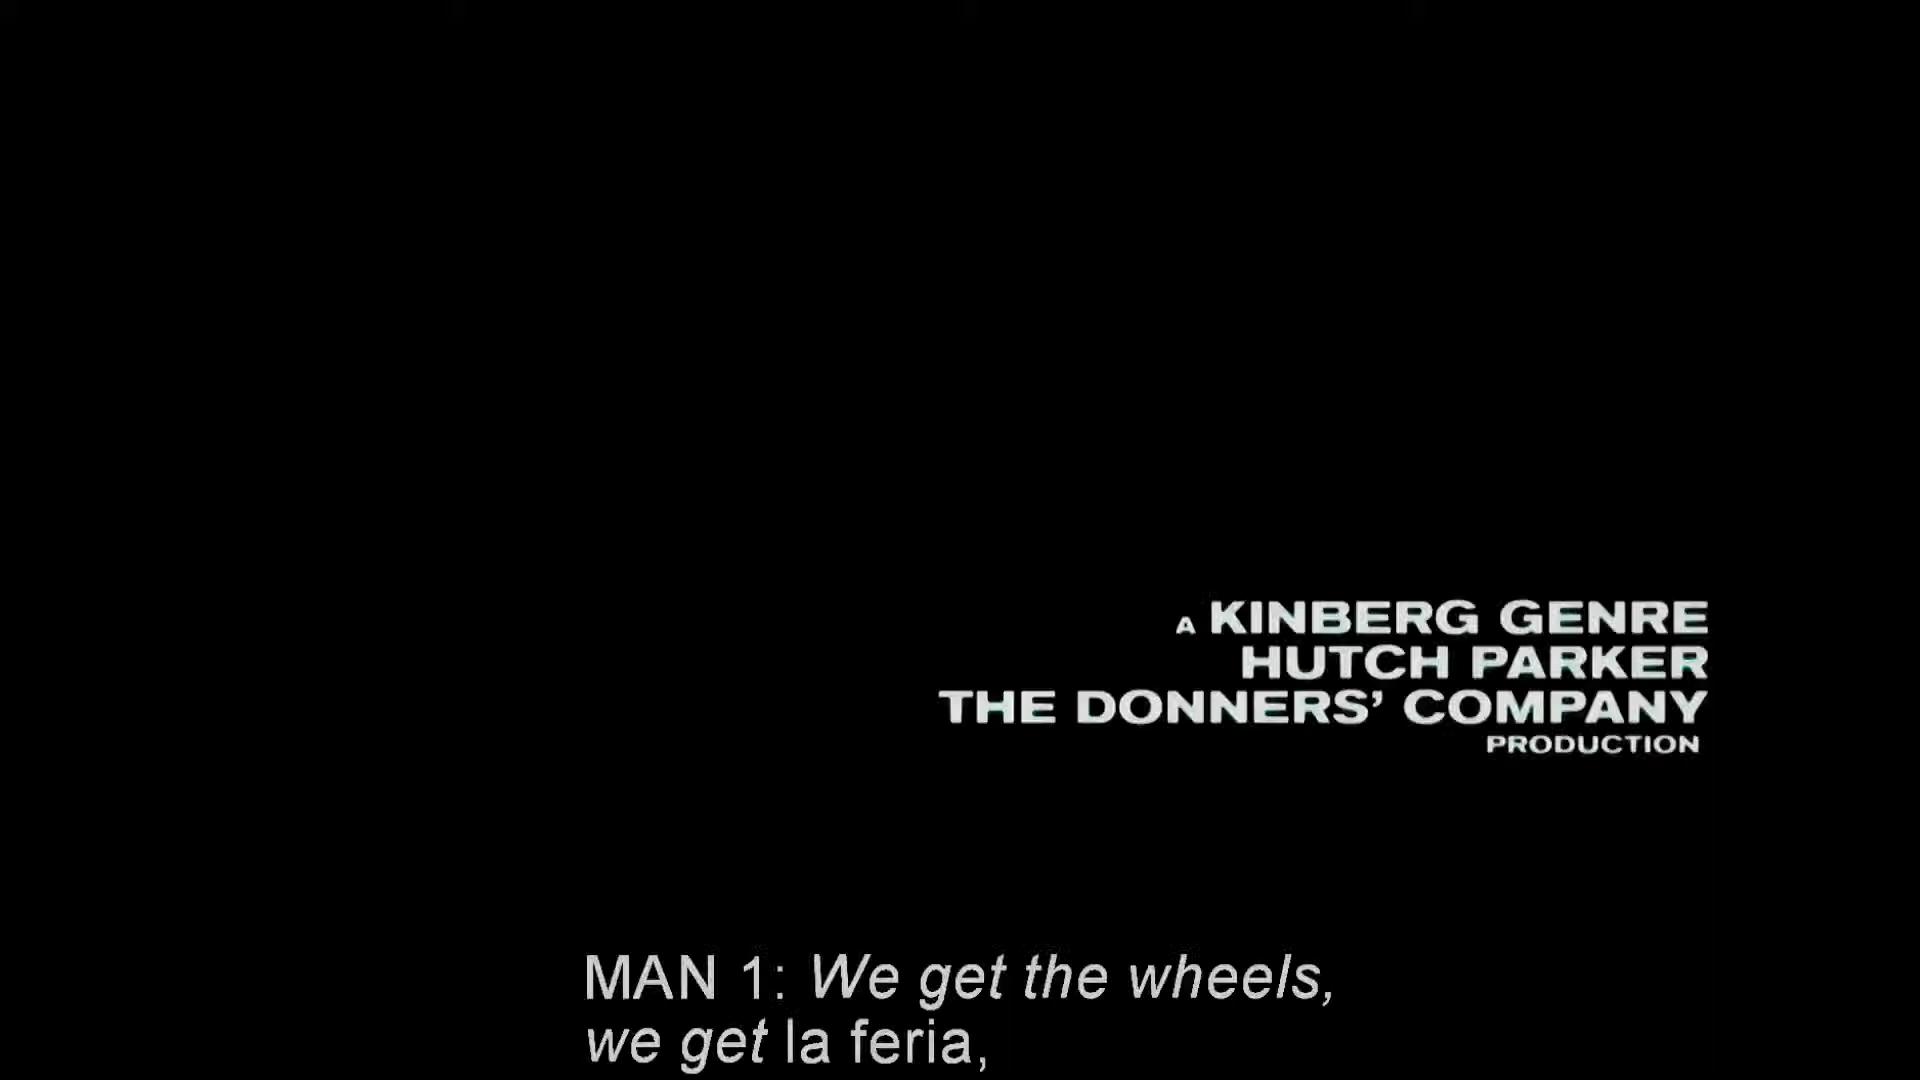 A KINBERG GENRE
HUTCH PARKER
THE DONNERS' COMPANY
PRODUCTION
MAN 1: We get the wheels,
we get la feria,